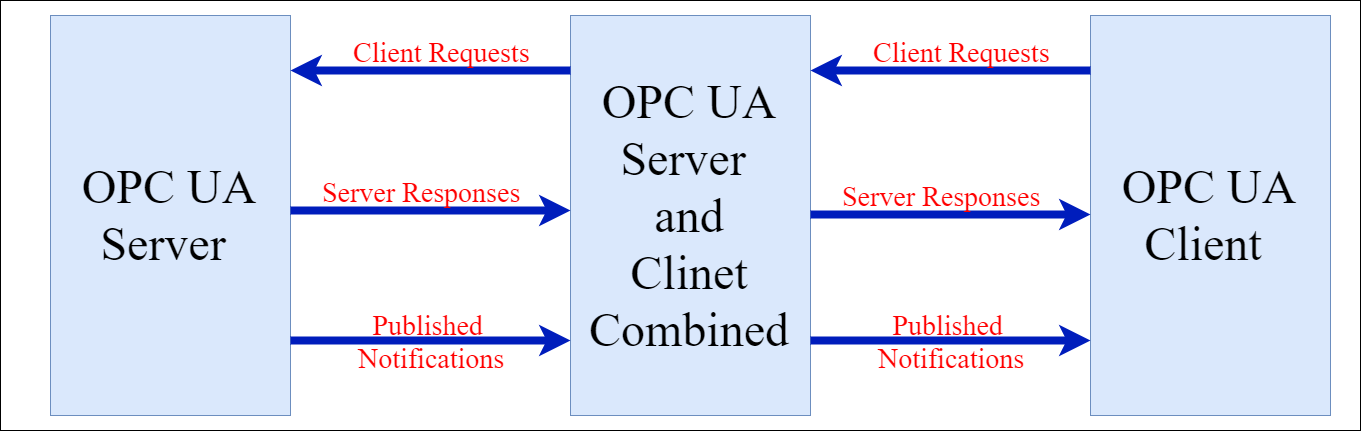 OPC UA
Server
Client Requests
Server Responses
Published
Notifications
OPC UA
Server
and
Clinet
Combined
Client Requests
Server Responses
Published
Notifications
OPC UA
Client